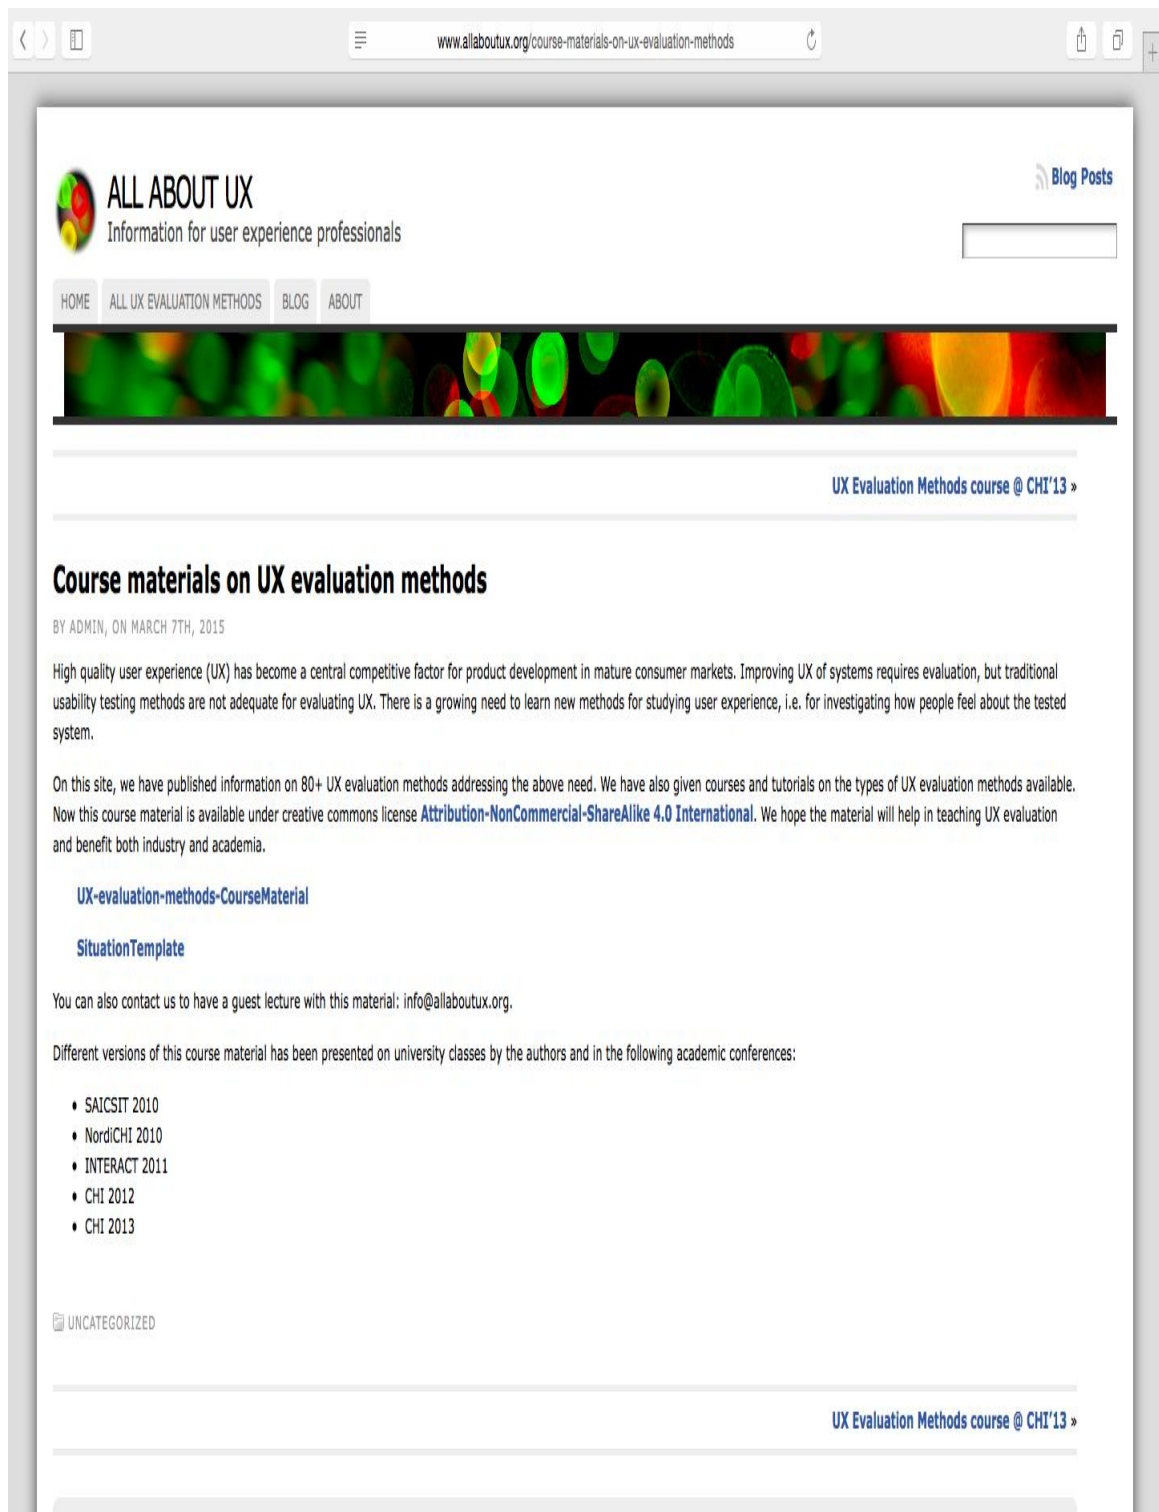 www.allaboutux.org/course-materials-on-ux-evaluation-methods
Blog Posts
ALL ABOUT UX
Information for user experience professionals
HOME ALL UX EVALUATION METHODS BLOG ABOUT
UX Evaluation Methods course @ CHI'13 »
Course materials on UX evaluation methods
BY ADMIN, ON MARCH 7TH, 2015
High quality user experience (UX) has become a central competitive factor for product development in mature consumer markets. Improving UX of systems requires evaluation, but traditional
usability testing methods are not adequate for evaluating UX. There is a growing need to learn new methods for studying user experience, i.e. for investigating how people feel about the tested
system.
On this site, we have published information on 80+ UX evaluation methods addressing the above need. We have also given courses and tutorials on the types of UX evaluation methods available.
Now this course material is available under creative commons license Attribution-NonCommercial-ShareAlike 4.0 International. We hope the material will help in teaching UX evaluation
and benefit both industry and academia.
UX-evaluation-methods-CourseMaterial
SituationTemplate
You can also contact us to have a guest lecture with this material: info@allaboutux.org.
Different versions of this course material has been presented on university classes by the authors and in the following academic conferences:
• SAICSIT 2010
• NordiCHI 2010
• INTERACT 2011
• CHI 2012
• CHI 2013
UNCATEGORIZED
UX Evaluation Methods course @ CHI'13 »